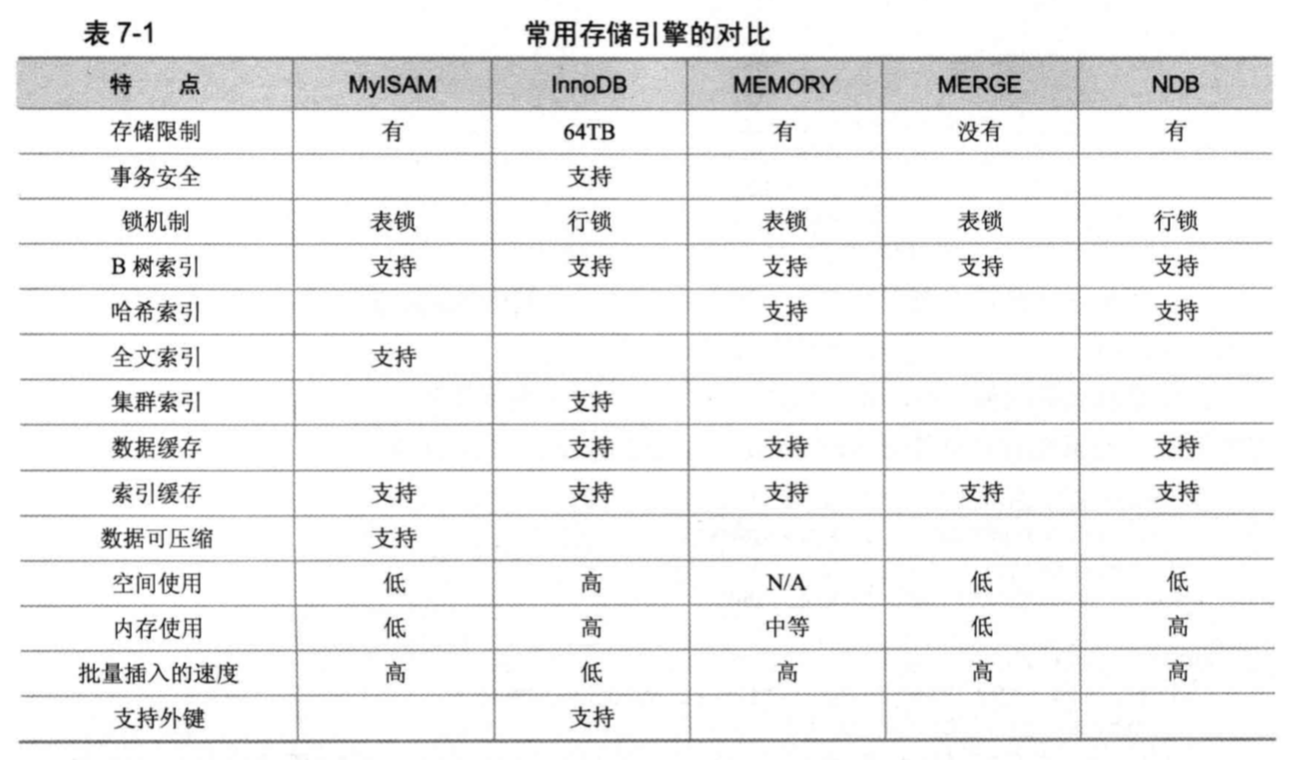 表 7-1 常用存储引擎的对比
特 点 MyISAM InnoDB MEMORY MERGE NDB
存储限制 有 64TB 有 没有 有
事务安全 支持
锁机制 表锁 行锁 表锁 表锁 行锁
B 树索引 支持 支持 支持 支持 支持
哈希索引 支持 支持
全文索引 支持
集群索引 支持
数据缓存 支持 支持 支持
索引缓存 支持 支持 支持 支持 支持
数据可压缩 支持
空间使用 低 高 N/A 低 低
内存使用 低 高 中等 低 高
批量插入的速度 高 低 高 高 高
支持外键 支持